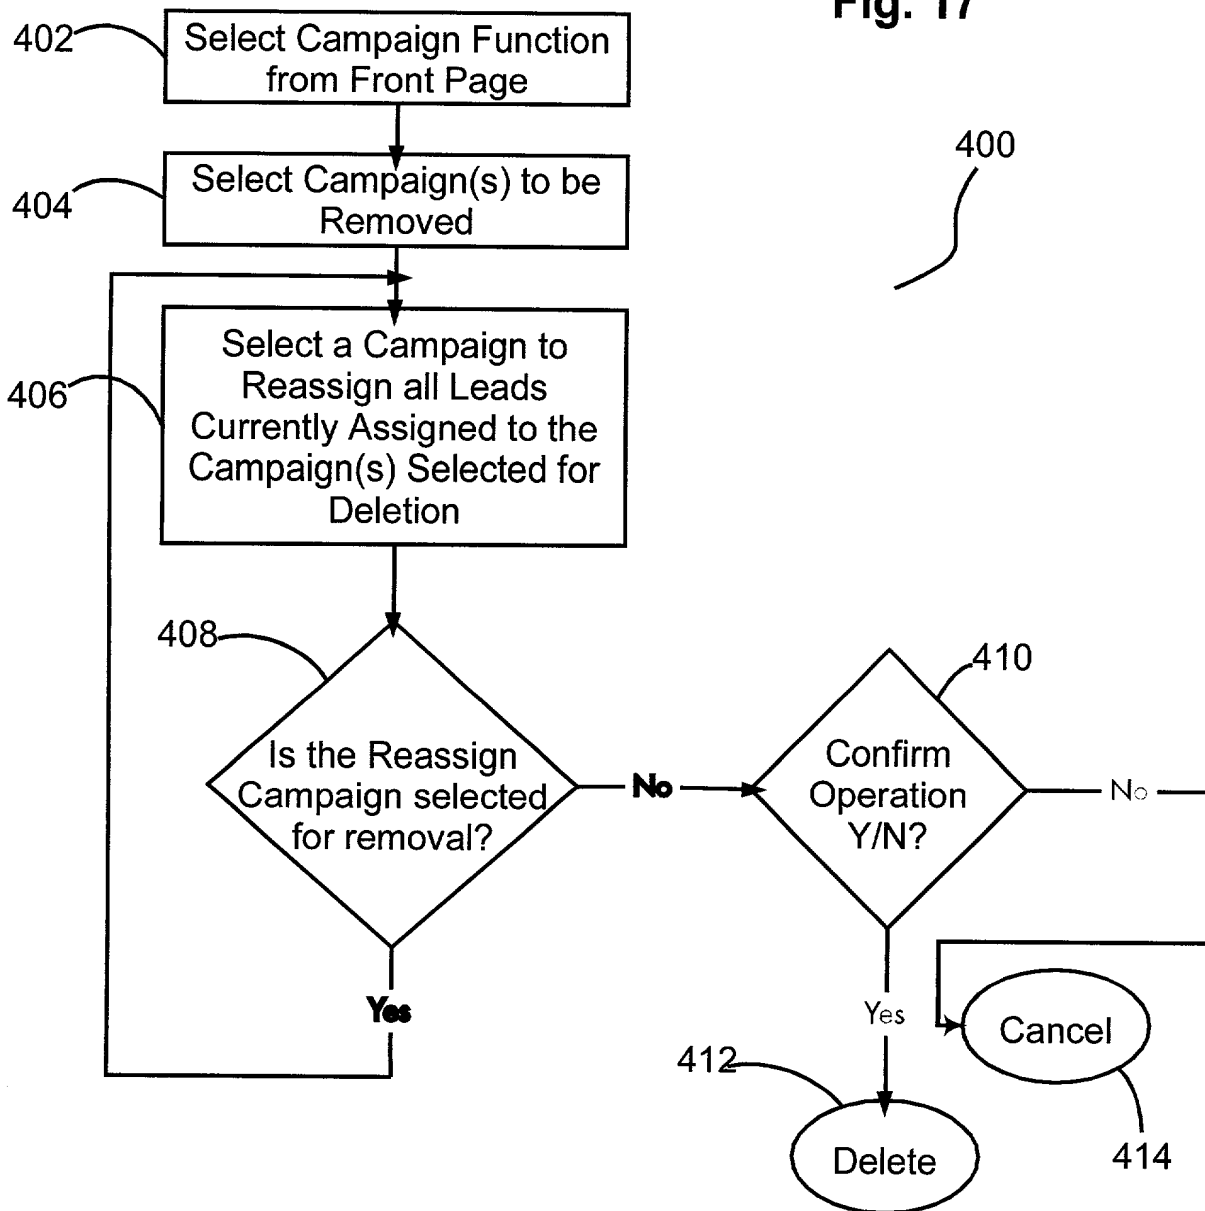 Fig. 17
402
Select Campaign Function
from Front Page
400
404
Select Campaign(s) to be
Removed
406
Select a Campaign to
Reassign all Leads
Currently Assigned to the
Campaign(s) Selected for
Deletion
408
Is the Reassign
Campaign selected
for removal?
No
410
Confirm
Operation
Y/N?
No
Yes
Yes
Cancel
412
414
Delete